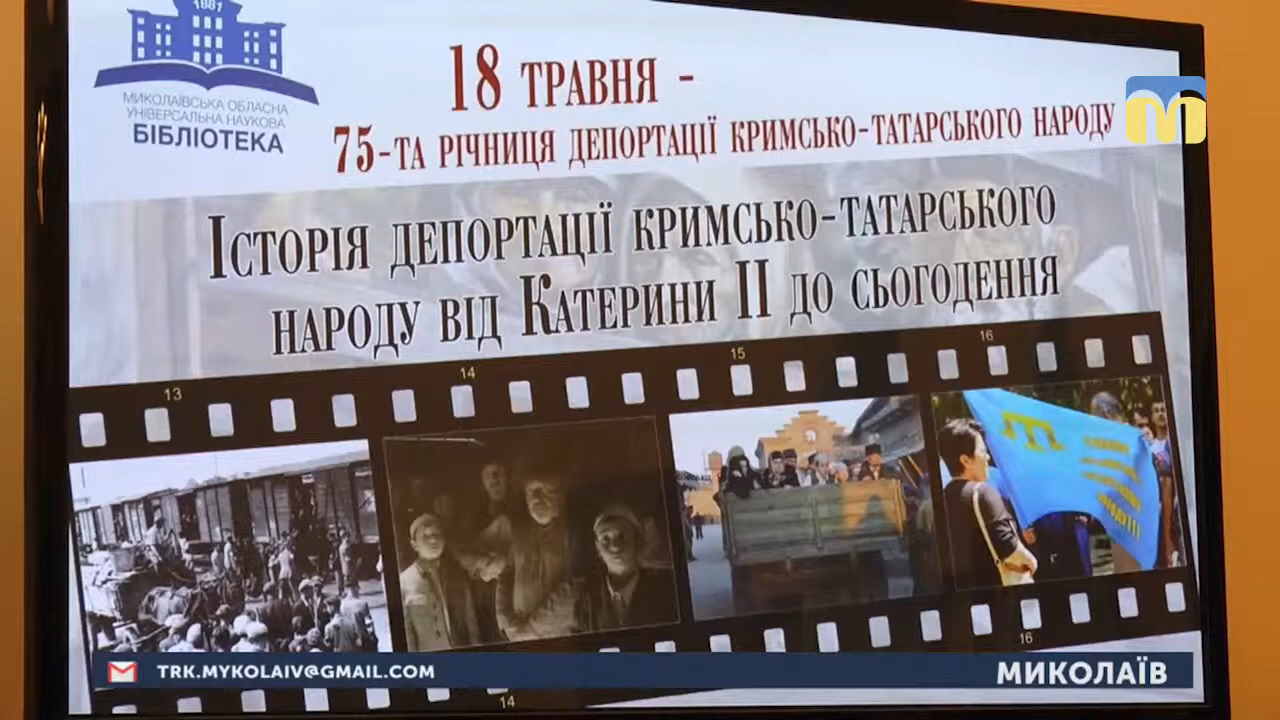 1881
МИКОЛАЇВСЬКА ОБЛАСНА
УНІВЕРСАЛЬНА НАУКОВА
БІБЛІОТЕКА
18 ТРАВНЯ -
75-ТА РІЧНИЦЯ ДЕПОРТАЦІЇ КРИМСЬКО-ТАТАРСЬКОГО НАРОДУ
ІСТОРІЯ ДЕПОРТАЦІЇ КРИМСЬКО-ТАТАРСЬКОГО
НАРОДУ ВІД КАТЕРИНИ ІІ ДО СЬОГОДЕННЯ
13
14
15
16
16
14
TRK.MYKOLAIV@GMAIL.COM
МИКОЛАЇВ